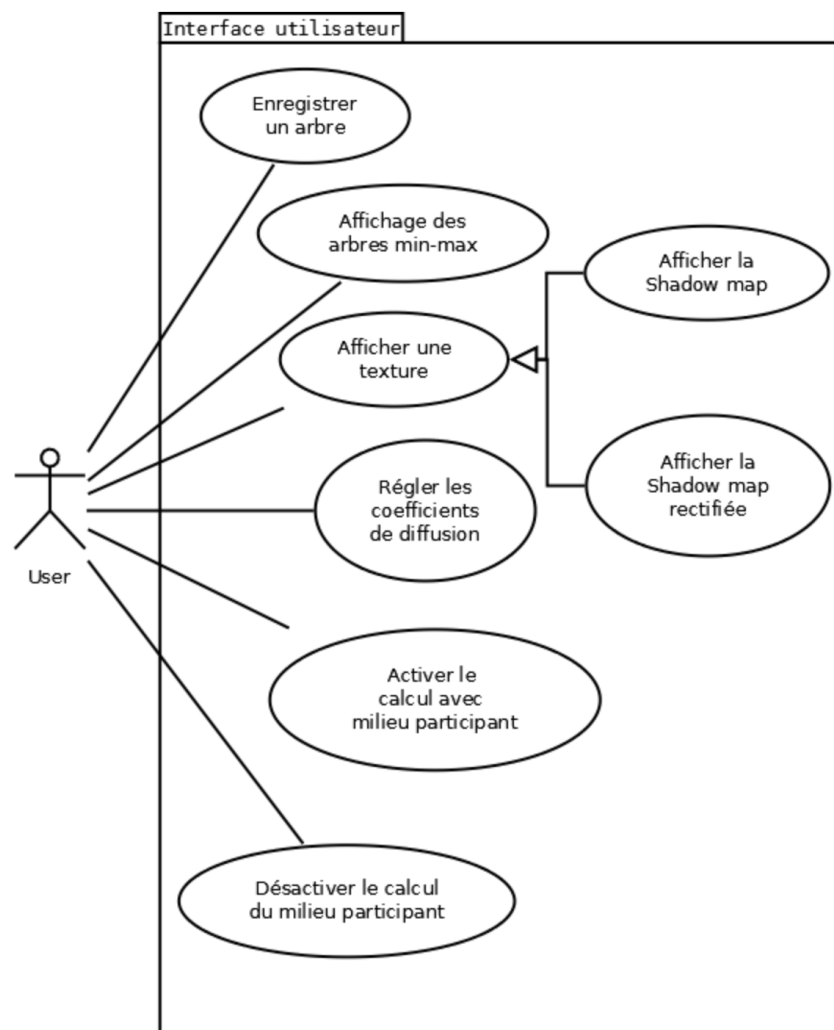 Interface utilisateur
Enregistrer
un arbre
Affichage des
arbres min-max
Afficher la
Shadow map
Afficher une
texture
Régler les
coefficients
de diffusion
Afficher la
Shadow map
rectifiée
User
Activer le
calcul avec
milieu participant
Désactiver le calcul
du milieu participant